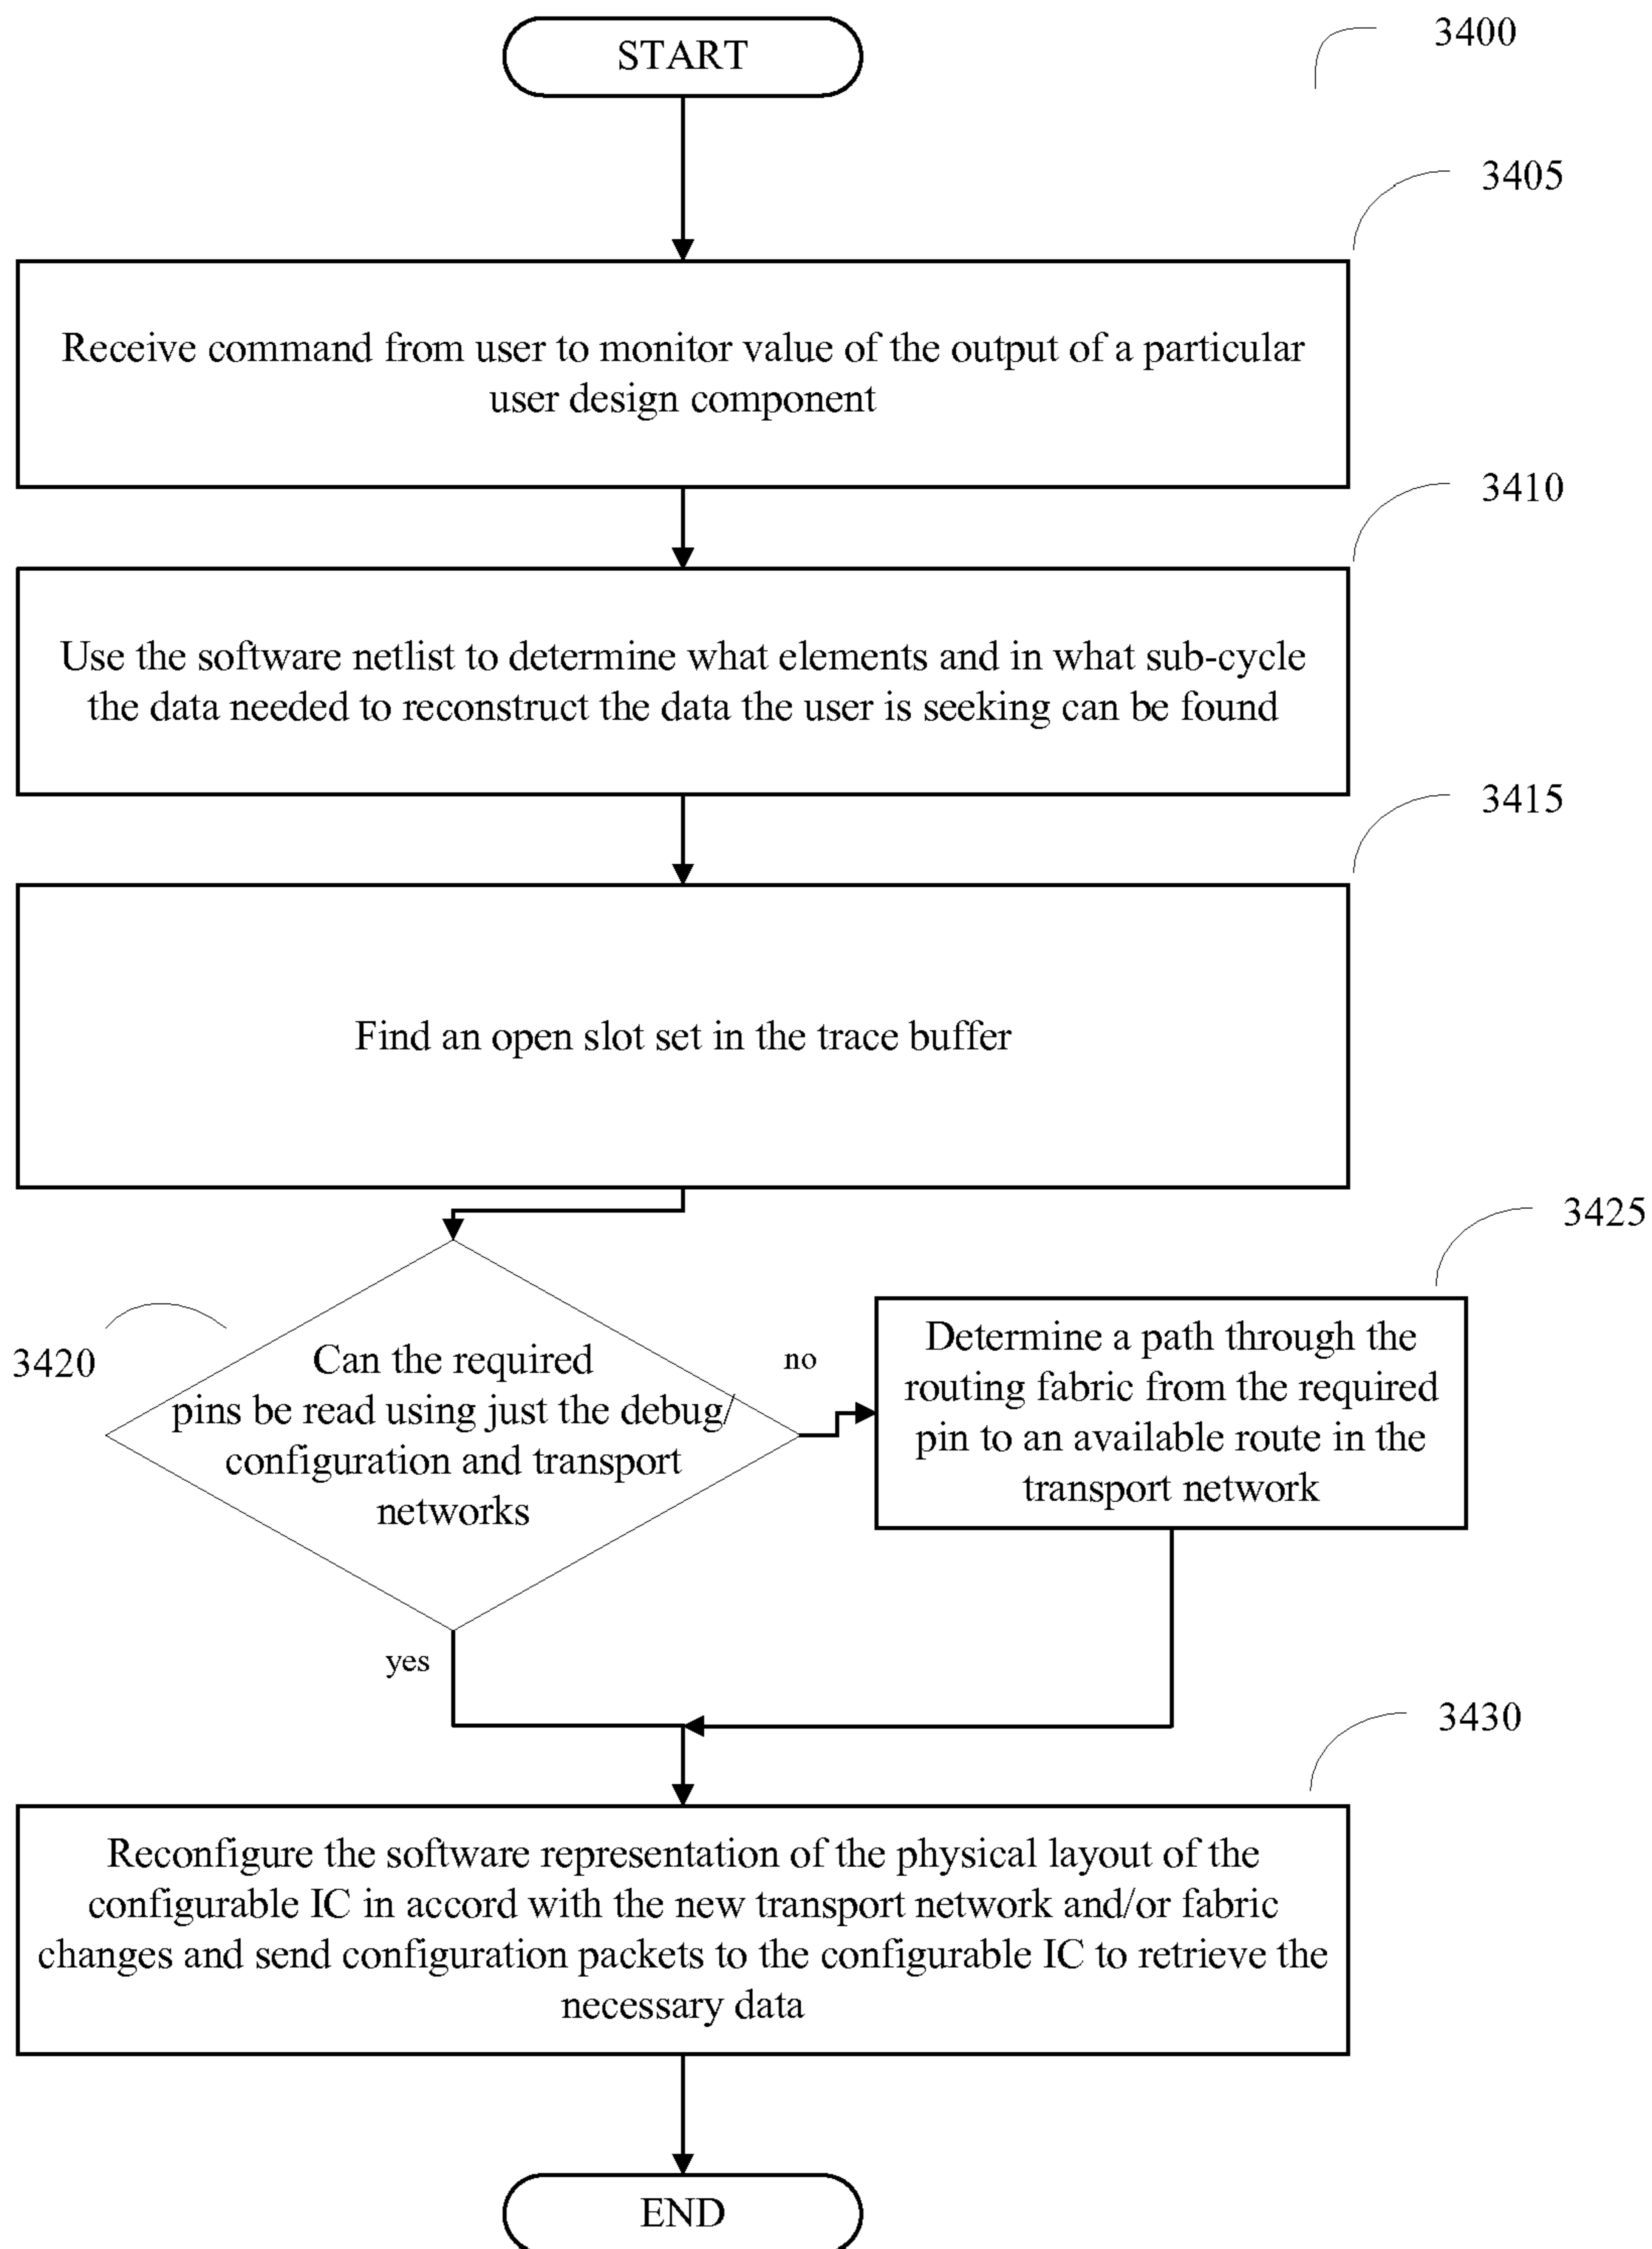 START
3400
3405
Receive command from user to monitor value of the output of a particular
user design component
3410
Use the software netlist to determine what elements and in what sub-cycle
the data needed to reconstruct the data the user is seeking can be found
3415
Find an open slot set in the trace buffer
3425
3420
Can the required
pins be read using just the debug/
configuration and transport
networks
no
Determine a path through the
routing fabric from the required
pin to an available route in the
transport network
yes
3430
Reconfigure the software representation of the physical layout of the
configurable IC in accord with the new transport network and/or fabric
changes and send configuration packets to the configurable IC to retrieve the
necessary data
END